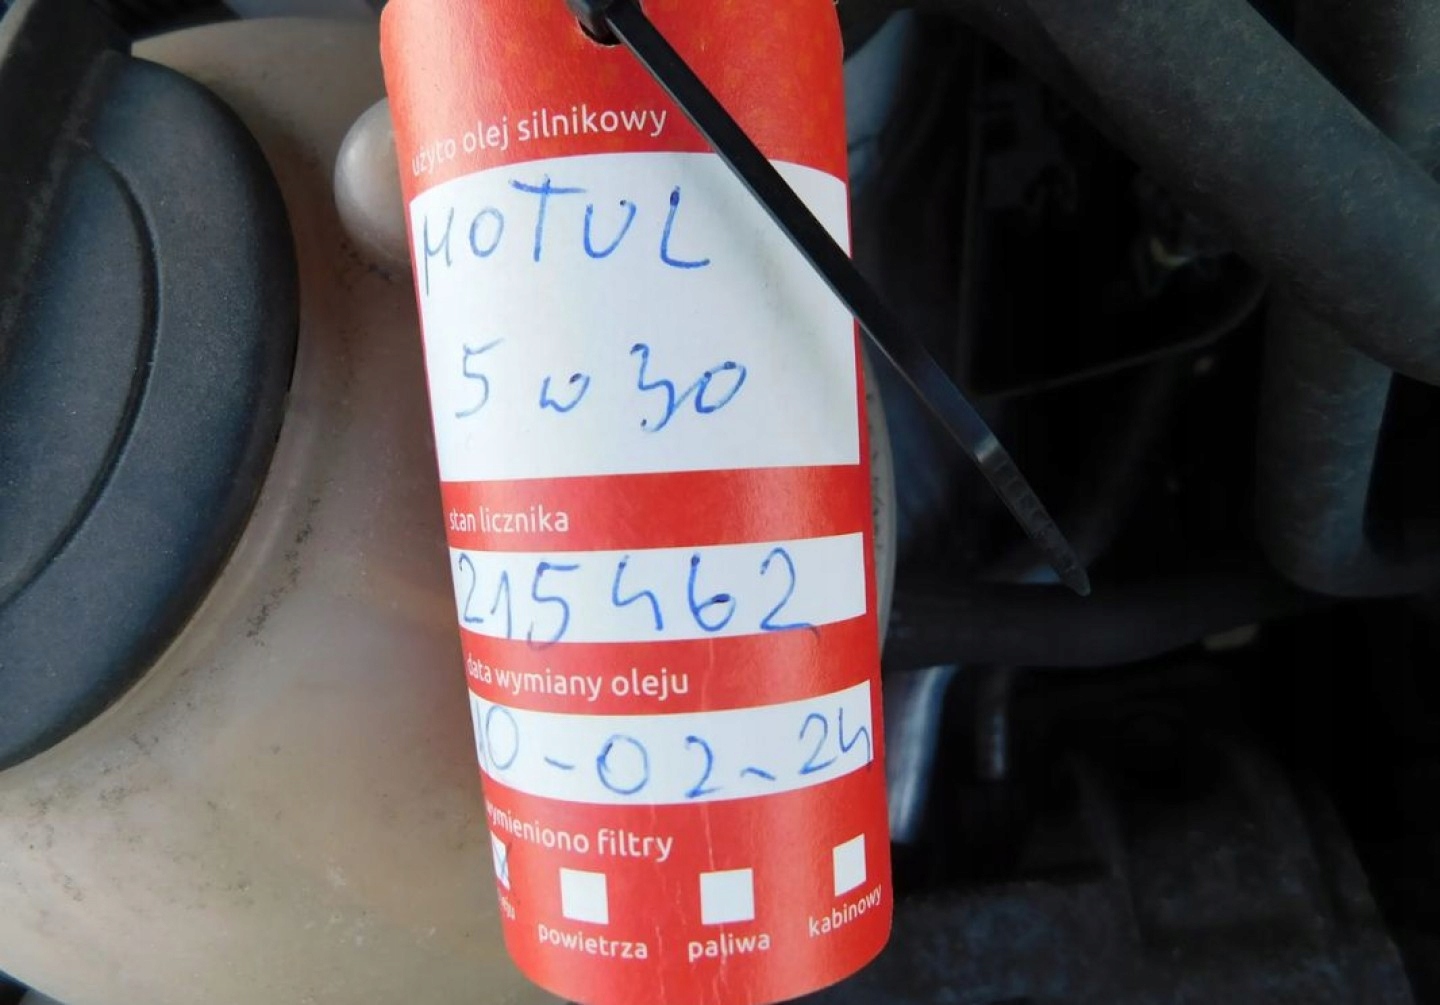 użyto olej silnikowy
MOTUL
5w30
stan licznika
215462
data wymiany oleju
10-02-24
wymieniono filtry
oleju powietrza paliwa kabinowy